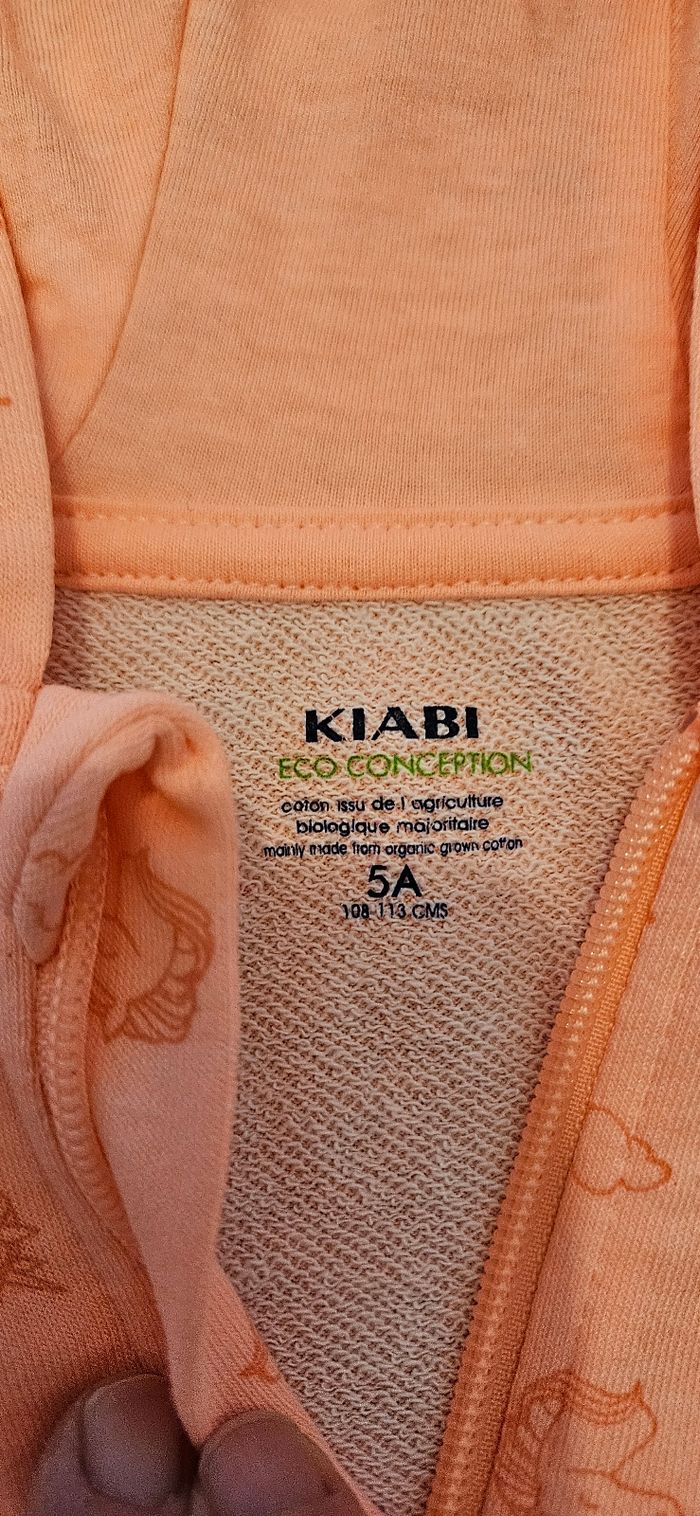 KIABI
ECO CONCEPTION
coton issu de l'agriculture
biologique majoritaire
mainly made from organic grown cotton
5A
108-113 CMS